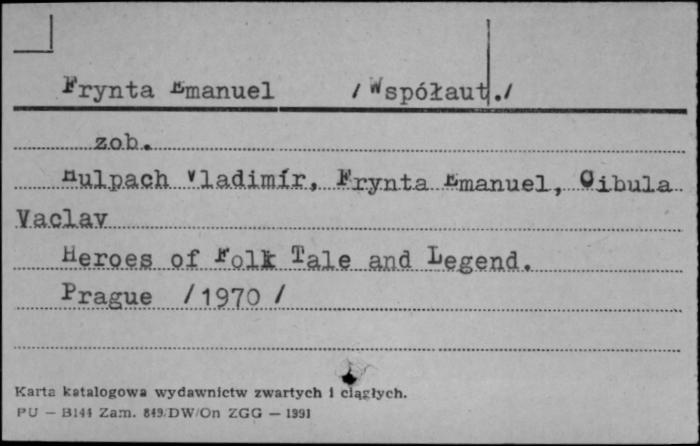 Frynta Emanuel /Współaut./
zob.
Hulpach Vladimír, Frynta Emanuel, Cibula
Vaclav
Heroes of Folk Tale and Legend.
Prague /1970/
Karta katalogowa wydawnictw zwartych i ciągłych.
PU — B144 Zam. 849/DW/On ZGG — 1991